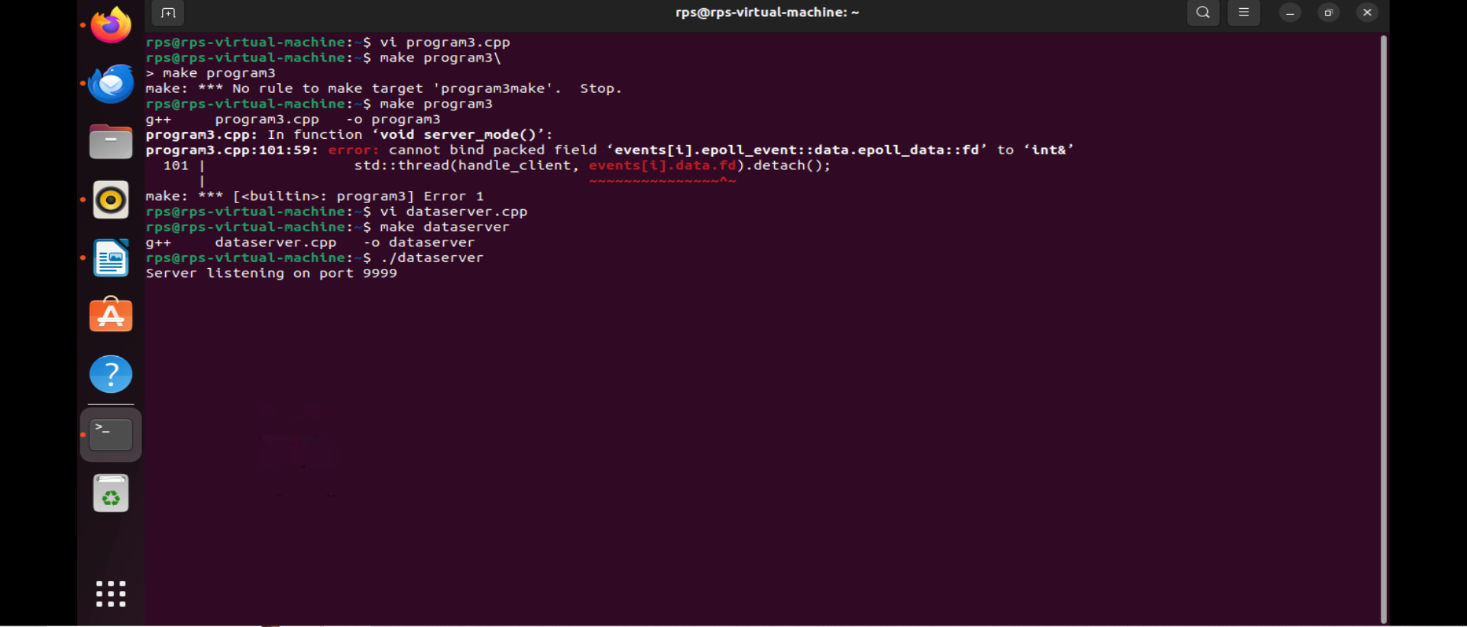 rps@rps-virtual-machine: ~
rps@rps-virtual-machine:~$ vi program3.cpp
rps@rps-virtual-machine:~$ make program3\
> make program3
make: *** No rule to make target 'program3make'.  Stop.
rps@rps-virtual-machine:~$ make program3
g++     program3.cpp   -o program3
program3.cpp: In function ‘void server_mode()’:
program3.cpp:101:59: error: cannot bind packed field ‘events[i].epoll_event::data.epoll_data::fd’ to ‘int&’
  101 |                 std::thread(handle_client, events[i].data.fd).detach();
      |                                            ~~~~~~~~~~~~~~~^~
make: *** [<builtin>: program3] Error 1
rps@rps-virtual-machine:~$ vi dataserver.cpp
rps@rps-virtual-machine:~$ make dataserver
g++     dataserver.cpp   -o dataserver
rps@rps-virtual-machine:~$ ./dataserver
Server listening on port 9999